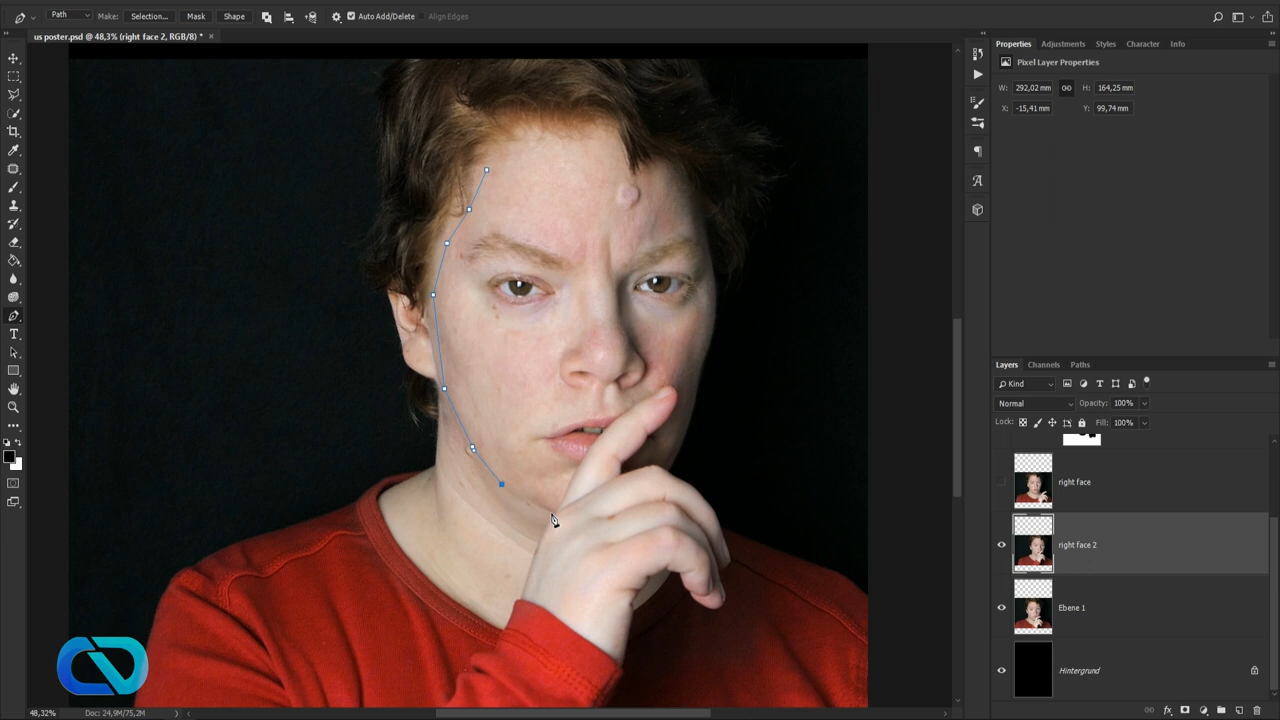 Path Make: Selection... Mask Shape Auto Add/Delete Align Edges
us poster.psd @ 48,3% (right face 2, RGB/8) * ×
Properties Adjustments Styles Character Info
Pixel Layer Properties
W: 292,02 mm H: 164,25 mm
X: -15,41 mm Y: 99,74 mm
Layers Channels Paths
Kind
Normal Opacity: 100%
Lock: Fill: 100%
right face
right face 2
Ebene 1
Hintergrund
48,32% Doc: 24,9M/75,2M